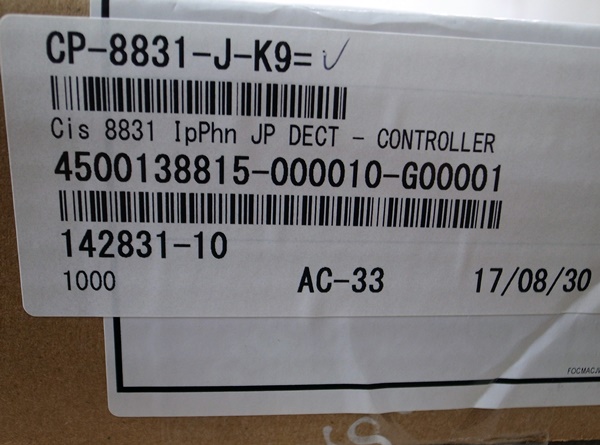 CP-8831-J-K9=
Cis 8831 IpPhn JP DECT - CONTROLLER
4500138815-000010-G00001
142831-10
1000 AC-33 17/08/30